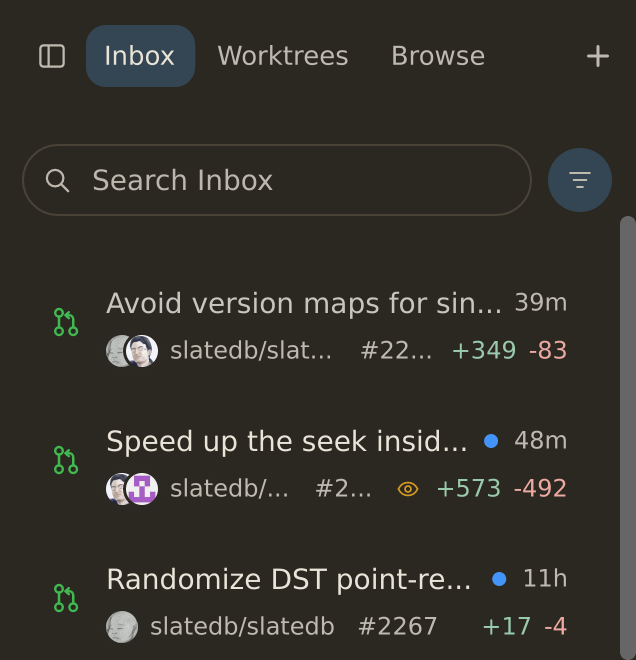 Inbox Worktrees Browse
Search Inbox
Avoid version maps for sin... 39m
slatedb/slat... #22... +349 -83
Speed up the seek insid... 48m
slatedb/... #2... +573 -492
Randomize DST point-re... 11h
slatedb/slatedb #2267 +17 -4